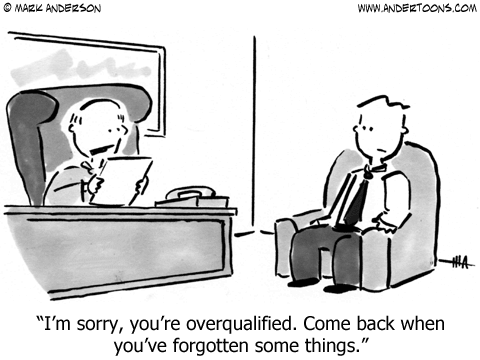 © MARK ANDERSON
WWW.ANDERTOONS.COM
“I’m sorry, you’re overqualified. Come back when
you’ve forgotten some things.”